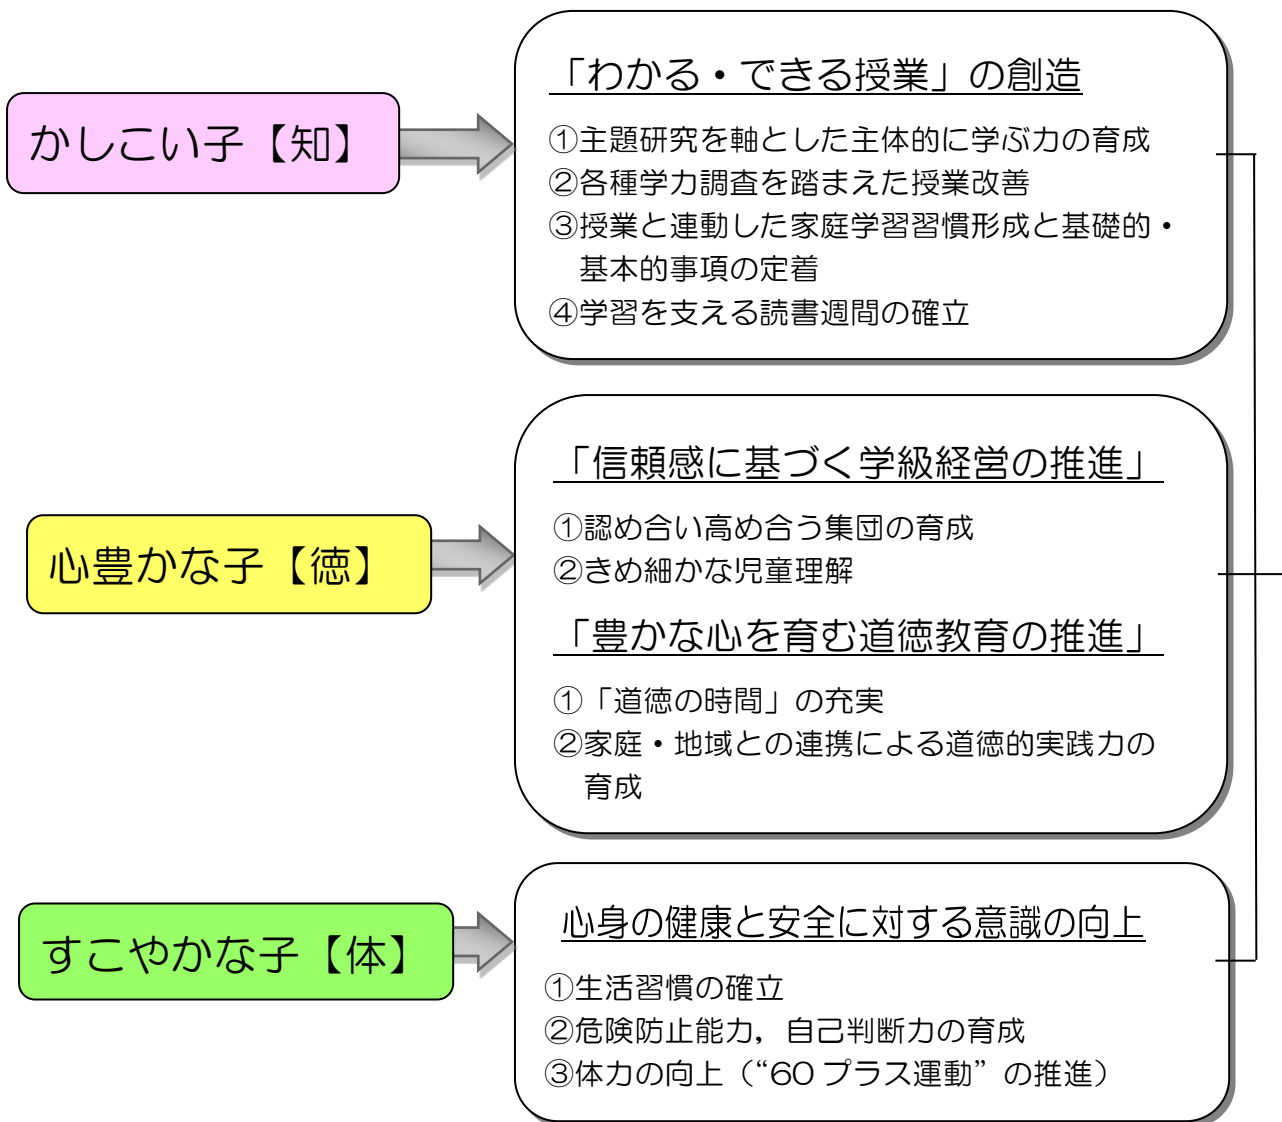 かしこい子【知】
「わかる・できる授業」の創造
①主題研究を軸とした主体的に学ぶ力の育成
②各種学力調査を踏まえた授業改善
③授業と連動した家庭学習習慣形成と基礎的・
基本的事項の定着
④学習を支える読書週間の確立
心豊かな子【徳】
「信頼感に基づく学級経営の推進」
①認め合い高め合う集団の育成
②きめ細かな児童理解
「豊かな心を育む道徳教育の推進」
①「道徳の時間」の充実
②家庭・地域との連携による道徳的実践力の
育成
すこやかな子【体】
心身の健康と安全に対する意識の向上
①生活習慣の確立
②危険防止能力，自己判断力の育成
③体力の向上（“60プラス運動”の推進）